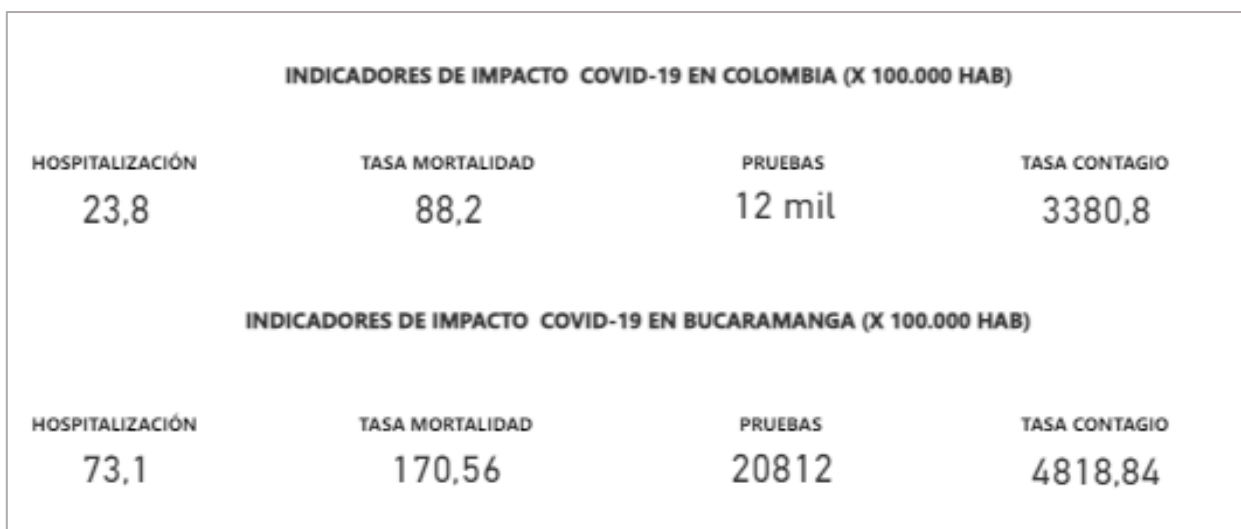 INDICADORES DE IMPACTO COVID-19 EN COLOMBIA (X 100.000 HAB)
HOSPITALIZACIÓN TASA MORTALIDAD PRUEBAS TASA CONTAGIO
23,8 88,2 12 mil 3380,8
INDICADORES DE IMPACTO COVID-19 EN BUCARAMANGA (X 100.000 HAB)
HOSPITALIZACIÓN TASA MORTALIDAD PRUEBAS TASA CONTAGIO
73,1 170,56 20812 4818,84